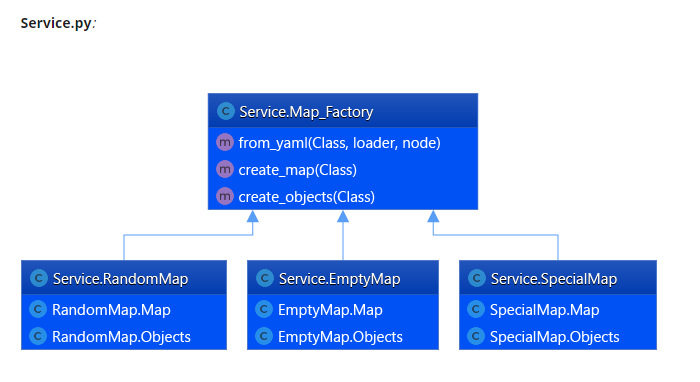 Service.py:
C Service.Map_Factory
m from_yaml(Class, loader, node)
m create_map(Class)
m create_objects(Class)
C Service.RandomMap
C RandomMap.Map
C RandomMap.Objects
C Service.EmptyMap
C EmptyMap.Map
C EmptyMap.Objects
C Service.SpecialMap
C SpecialMap.Map
C SpecialMap.Objects